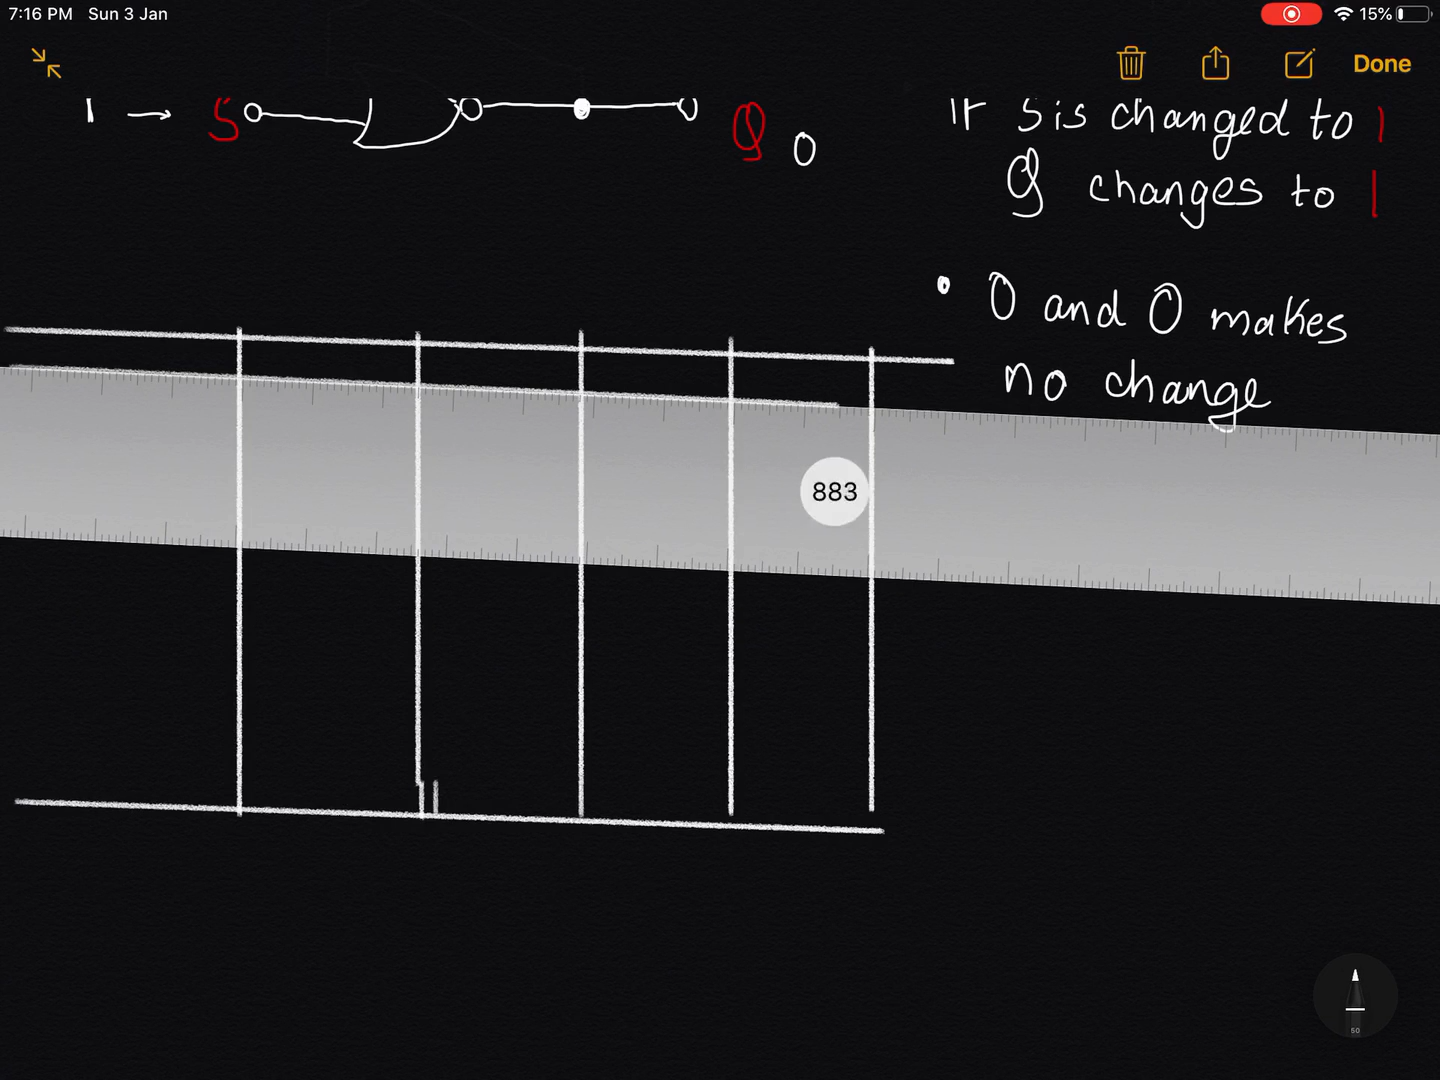 7:16 PM Sun 3 Jan
15%
Done
1 → S
Q 0
If S is changed to 1
Q changes to 1
• 0 and 0 makes
no change
883
50